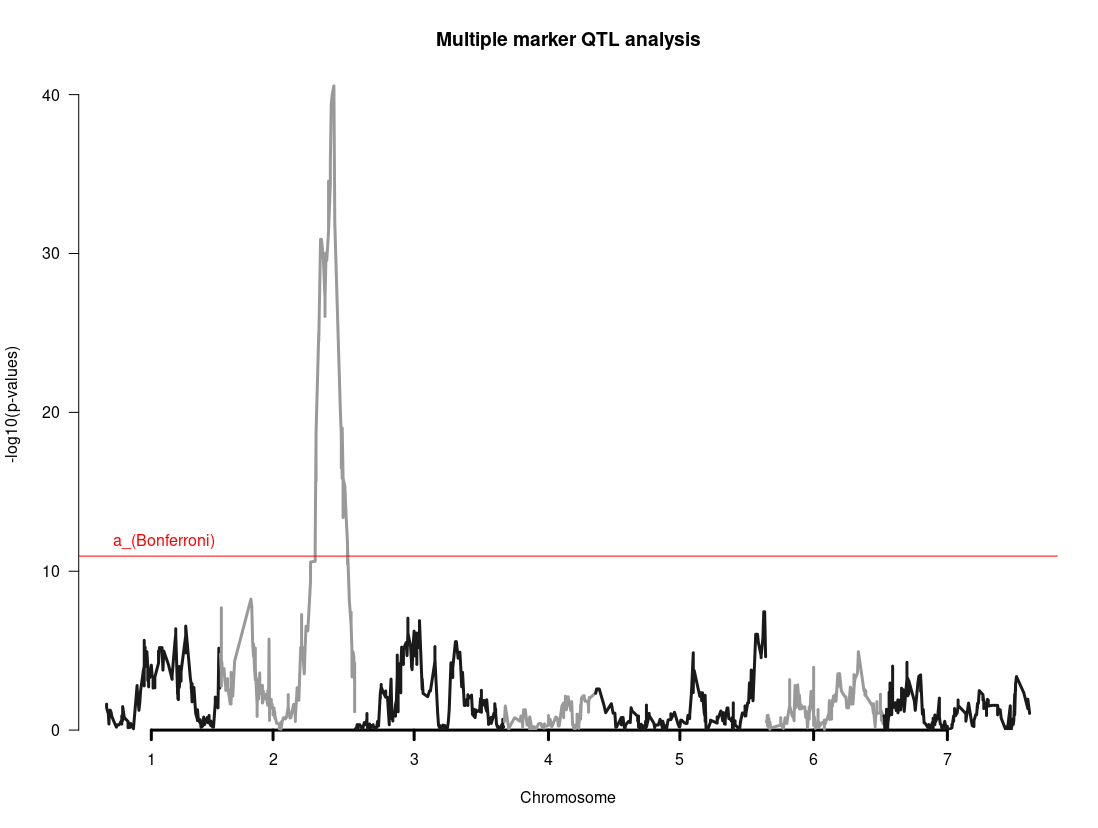 Multiple marker QTL analysis
40
30
20
10
0
-log10(p-values)
a_(Bonferroni)
1 2 3 4 5 6 7
Chromosome